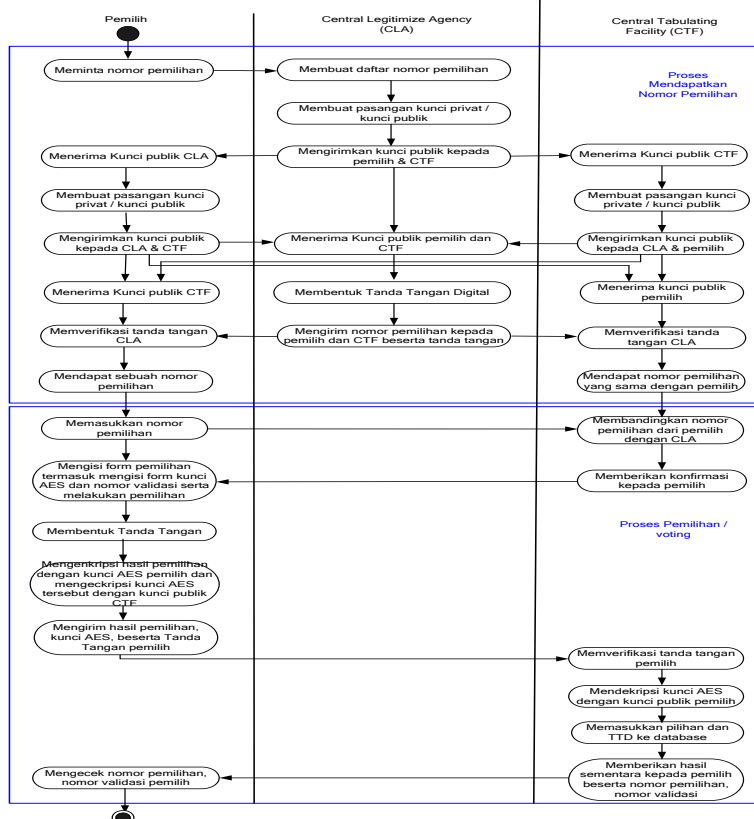 Pemilih
Central Legitimize Agency
(CLA)
Central Tabulating
Facility (CTF)
Meminta nomor pemilihan
Membuat daftar nomor pemilihan
Proses
Mendapatkan
Nomor Pemilihan
Membuat pasangan kunci privat /
kunci publik
Menerima Kunci publik CLA
Mengirimkan kunci publik kepada
pemilih & CTF
Menerima Kunci publik CTF
Membuat pasangan kunci
privat / kunci publik
Membuat pasangan kunci
private / kunci publik
Mengirimkan kunci publik
kepada CLA & CTF
Menerima Kunci publik pemilih dan
CTF
Mengirimkan kunci publik
kepada CLA & pemilih
Menerima Kunci publik CTF
Membentuk Tanda Tangan Digital
Menerima kunci publik
pemilih
Memverifikasi tanda tangan
CLA
Mengirim nomor pemilihan kepada
pemilih dan CTF beserta tanda tangan
Memverifikasi tanda
tangan CLA
Mendapat sebuah nomor
pemilihan
Mendapat nomor pemilihan
yang sama dengan pemilih
Memasukkan nomor
pemilihan
Membandingkan nomor
pemilihan dari pemilih
dengan CLA
Mengisi form pemilihan
termasuk mengisi form kunci
AES dan nomor validasi serta
melakukan pemilihan
Memberikan konfirmasi
kepada pemilih
Membentuk Tanda Tangan
Proses Pemilihan /
voting
Mengenkripsi hasil pemilihan
dengan kunci AES pemilih dan
mengeckripsi kunci AES
tersebut dengan kunci publik
CTF
Mengirim hasil pemilihan,
kunci AES, beserta Tanda
Tangan pemilih
Memverifikasi tanda tangan
pemilih
Mendekripsi kunci AES
dengan kunci publik pemilih
Memasukkan pilihan dan
TTD ke database
Mengecek nomor pemilihan,
nomor validasi pemilih
Memberikan hasil
sementara kepada pemilih
beserta nomor pemilihan,
nomor validasi